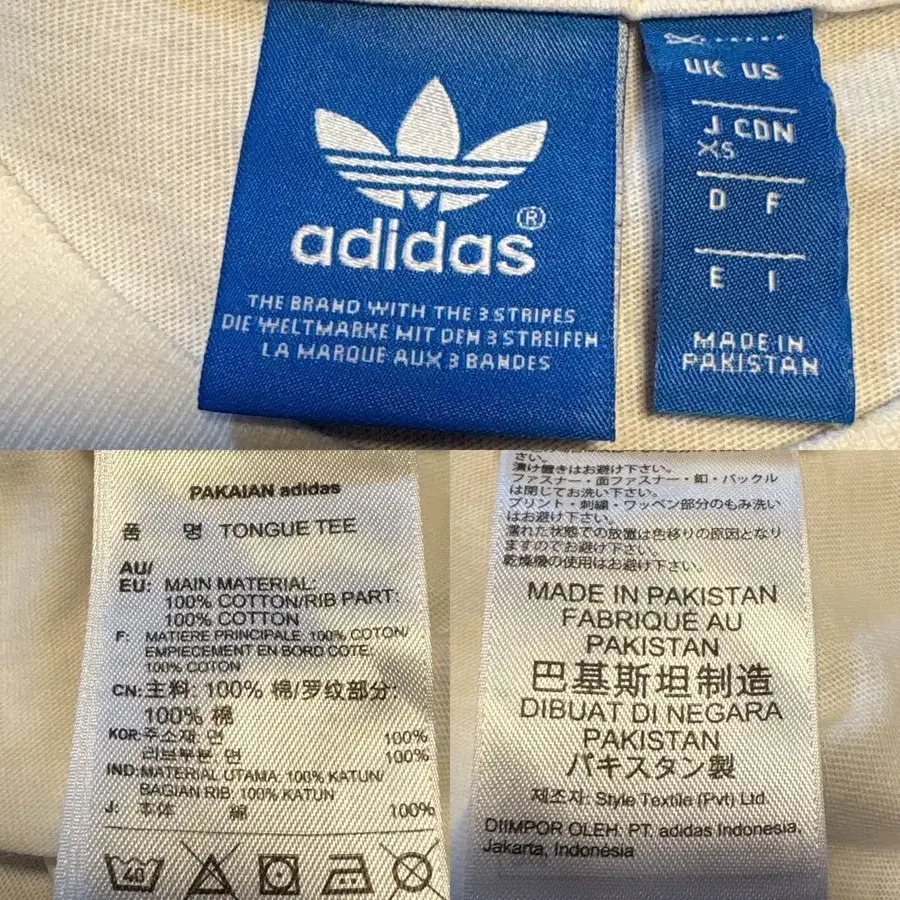 adidas®
THE BRAND WITH THE 3 STRIPES
DIE WELTMARKE MIT DEN 3 STREIFEN
LA MARQUE AUX 3 BANDES
UK US
J CDN
XS
D F
E I
MADE IN
PAKISTAN
PAKAIAN adidas
품 명 TONGUE TEE
AU/
EU: MAIN MATERIAL:
100% COTTON/RIB PART:
100% COTTON
F: MATIERE PRINCIPALE: 100% COTON/
EMPIECEMENT EN BORD COTE:
100% COTON
CN: 主料: 100% 棉/罗纹部分:
100% 棉
KOR: 주소재: 면 100%
리브부분: 면 100%
IND: MATERIAL UTAMA: 100% KATUN/
BAGIAN RIB: 100% KATUN
J: 本体 綿 100%
40
さい。
漬け置きはお避け下さい。
ファスナー・面ファスナー・釦・バックル
は閉じてお洗い下さい。
プリント・刺繍・ワッペン部分のもみ洗い
はお避け下さい。
濡れた状態での放置は色移りの原因となり
ますのでお避け下さい。
乾燥機の使用はお避け下さい。
MADE IN PAKISTAN
FABRIQUÉ AU
PAKISTAN
巴基斯坦制造
DIBUAT DI NEGARA
PAKISTAN
パキスタン製
제조자: Style Textile (Pvt) Ltd.
DIIMPOR OLEH: PT. adidas Indonesia,
Jakarta, Indonesia